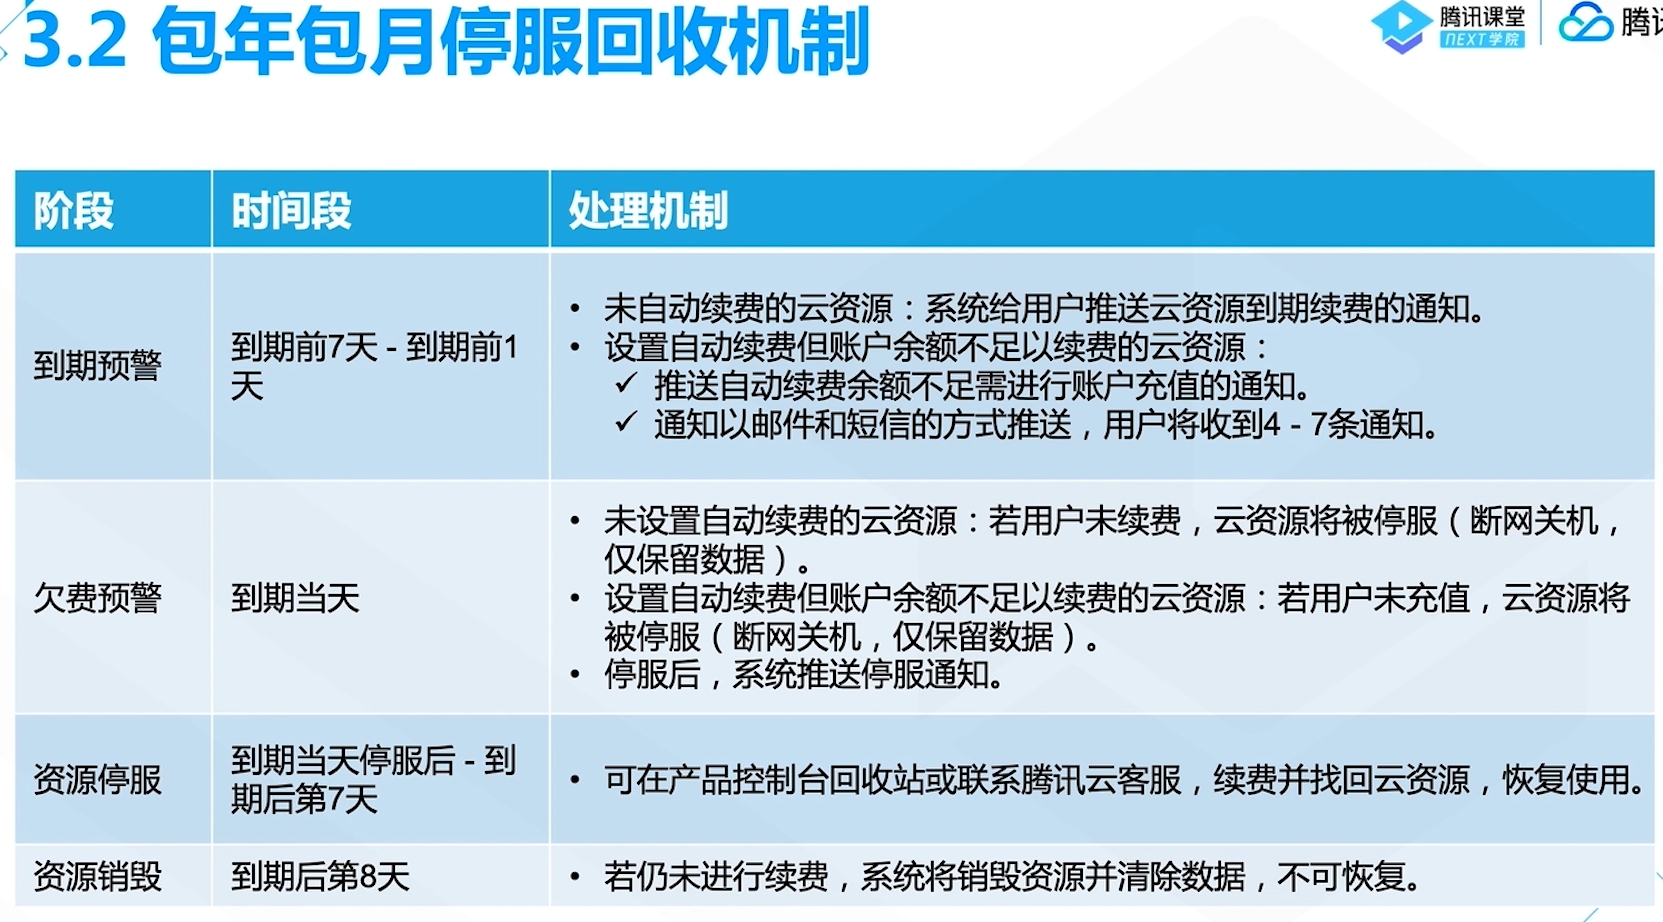 3.2 包年包月停服回收机制
腾讯课堂
NEXT学院
腾讯
阶段
时间段
处理机制
到期预警
到期前7天 - 到期前1
天
• 未自动续费的云资源：系统给用户推送云资源到期续费的通知。
• 设置自动续费但账户余额不足以续费的云资源：
✓ 推送自动续费余额不足需进行账户充值的通知。
✓ 通知以邮件和短信的方式推送，用户将收到4 - 7条通知。
欠费预警
到期当天
• 未设置自动续费的云资源：若用户未续费，云资源将被停服（断网关机，
仅保留数据）。
• 设置自动续费但账户余额不足以续费的云资源：若用户未充值，云资源将
被停服（断网关机，仅保留数据）。
• 停服后，系统推送停服通知。
资源停服
到期当天停服后 - 到
期后第7天
• 可在产品控制台回收站或联系腾讯云客服，续费并找回云资源，恢复使用。
资源销毁
到期后第8天
• 若仍未进行续费，系统将销毁资源并清除数据，不可恢复。